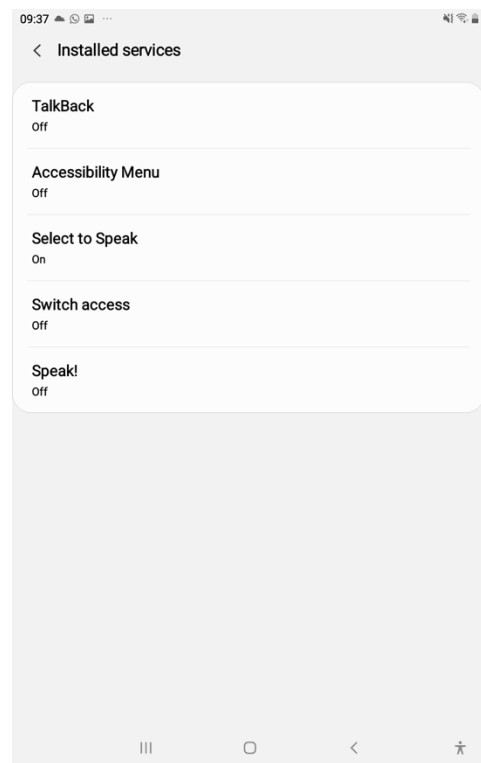 09:37
Installed services
TalkBack
Off
Accessibility Menu
Off
Select to Speak
On
Switch access
Off
Speak!
Off